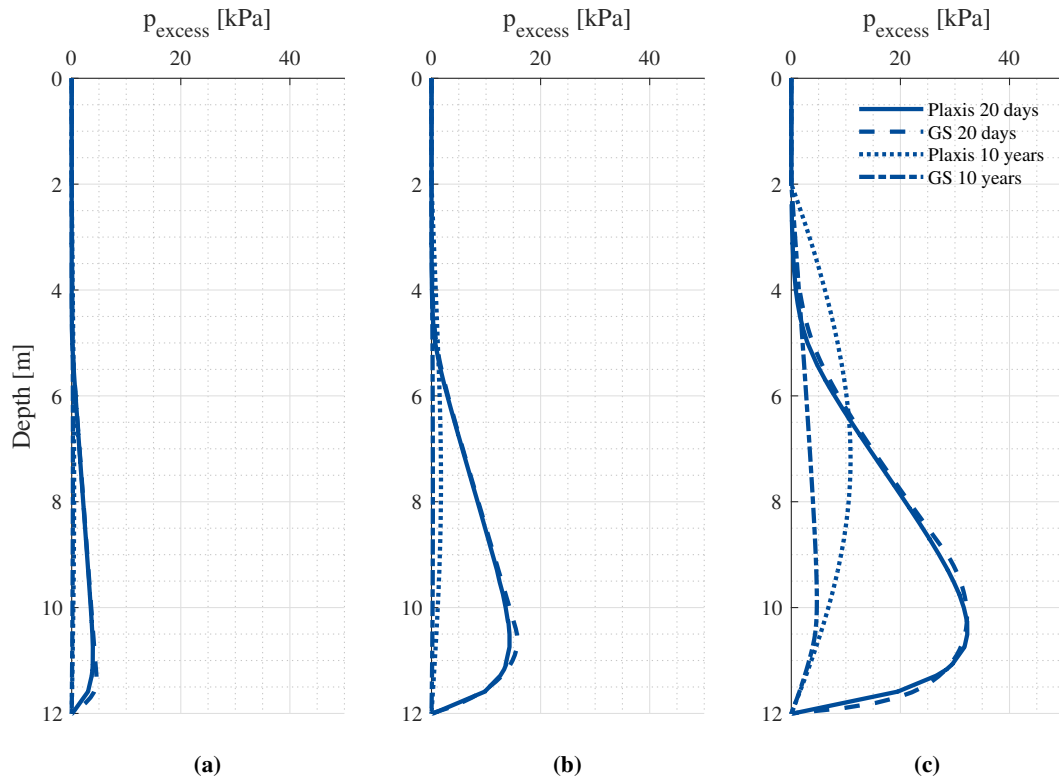 p_excess [kPa] p_excess [kPa] p_excess [kPa]
0 20 40 0 20 40 0 20 40
0 0 0
Plaxis 20 days
GS 20 days
Plaxis 10 years
GS 10 years
2 2 2
4 4 4
6 6 6
Depth [m]
8 8 8
10 10 10
12 12 12
(a) (b) (c)